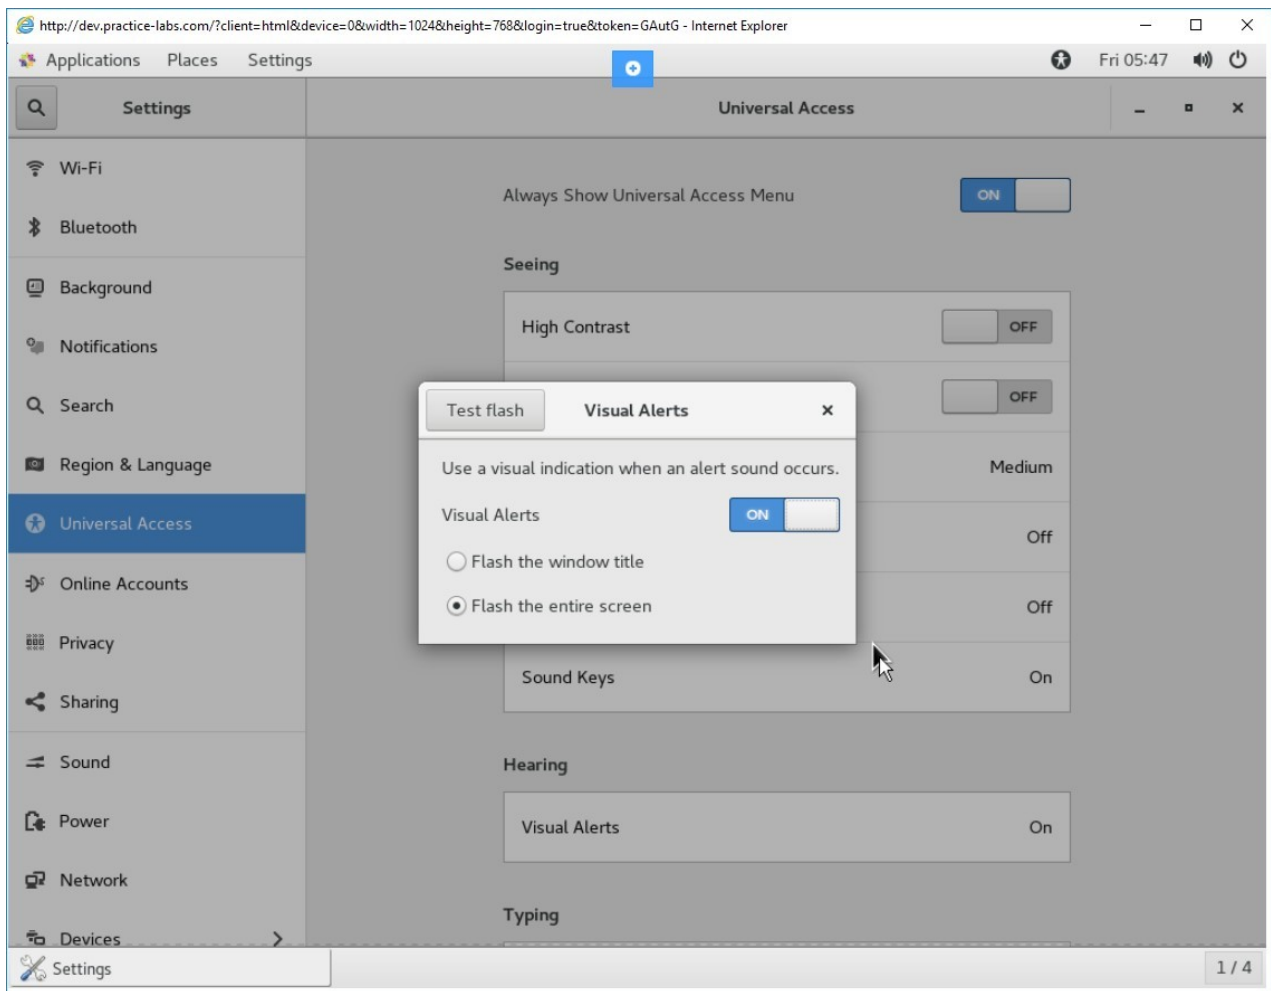 http://dev.practice-labs.com/?client=html&device=0&width=1024&height=768&login=true&token=GAutG - Internet Explorer
Applications Places Settings Fri 05:47
Settings
Universal Access
Wi-Fi
Bluetooth
Background
Notifications
Search
Region & Language
Universal Access
Online Accounts
Privacy
Sharing
Sound
Power
Network
Devices
Always Show Universal Access Menu ON
Seeing
High Contrast OFF
OFF
Medium
Off
Off
Sound Keys On
Hearing
Visual Alerts On
Typing
Test flash Visual Alerts
Use a visual indication when an alert sound occurs.
Visual Alerts ON
Flash the window title
Flash the entire screen
Settings 1 / 4